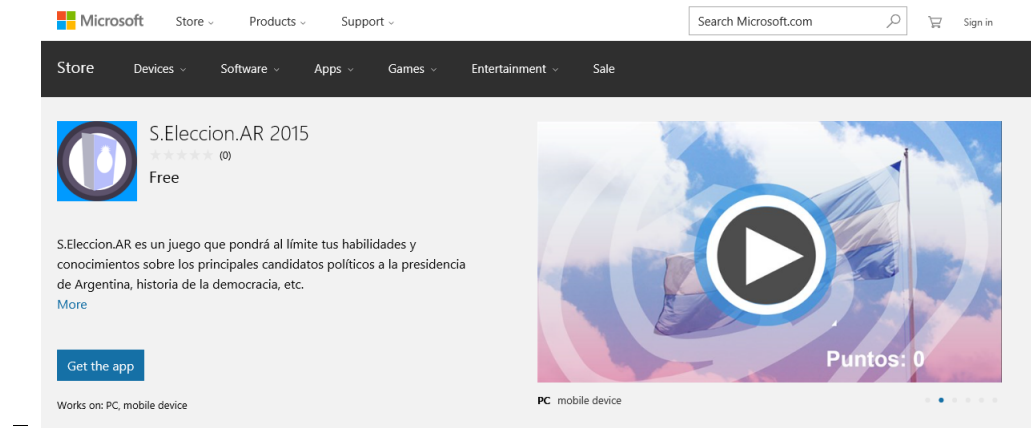 Microsoft Store Products Support Search Microsoft.com Sign in
Store Devices Software Apps Games Entertainment Sale
S.Eleccion.AR 2015
(0)
Free
S.Eleccion.AR es un juego que pondrá al límite tus habilidades y
conocimientos sobre los principales candidatos políticos a la presidencia
de Argentina, historia de la democracia, etc.
More
Get the app
Works on: PC, mobile device
Puntos: 0
PC mobile device